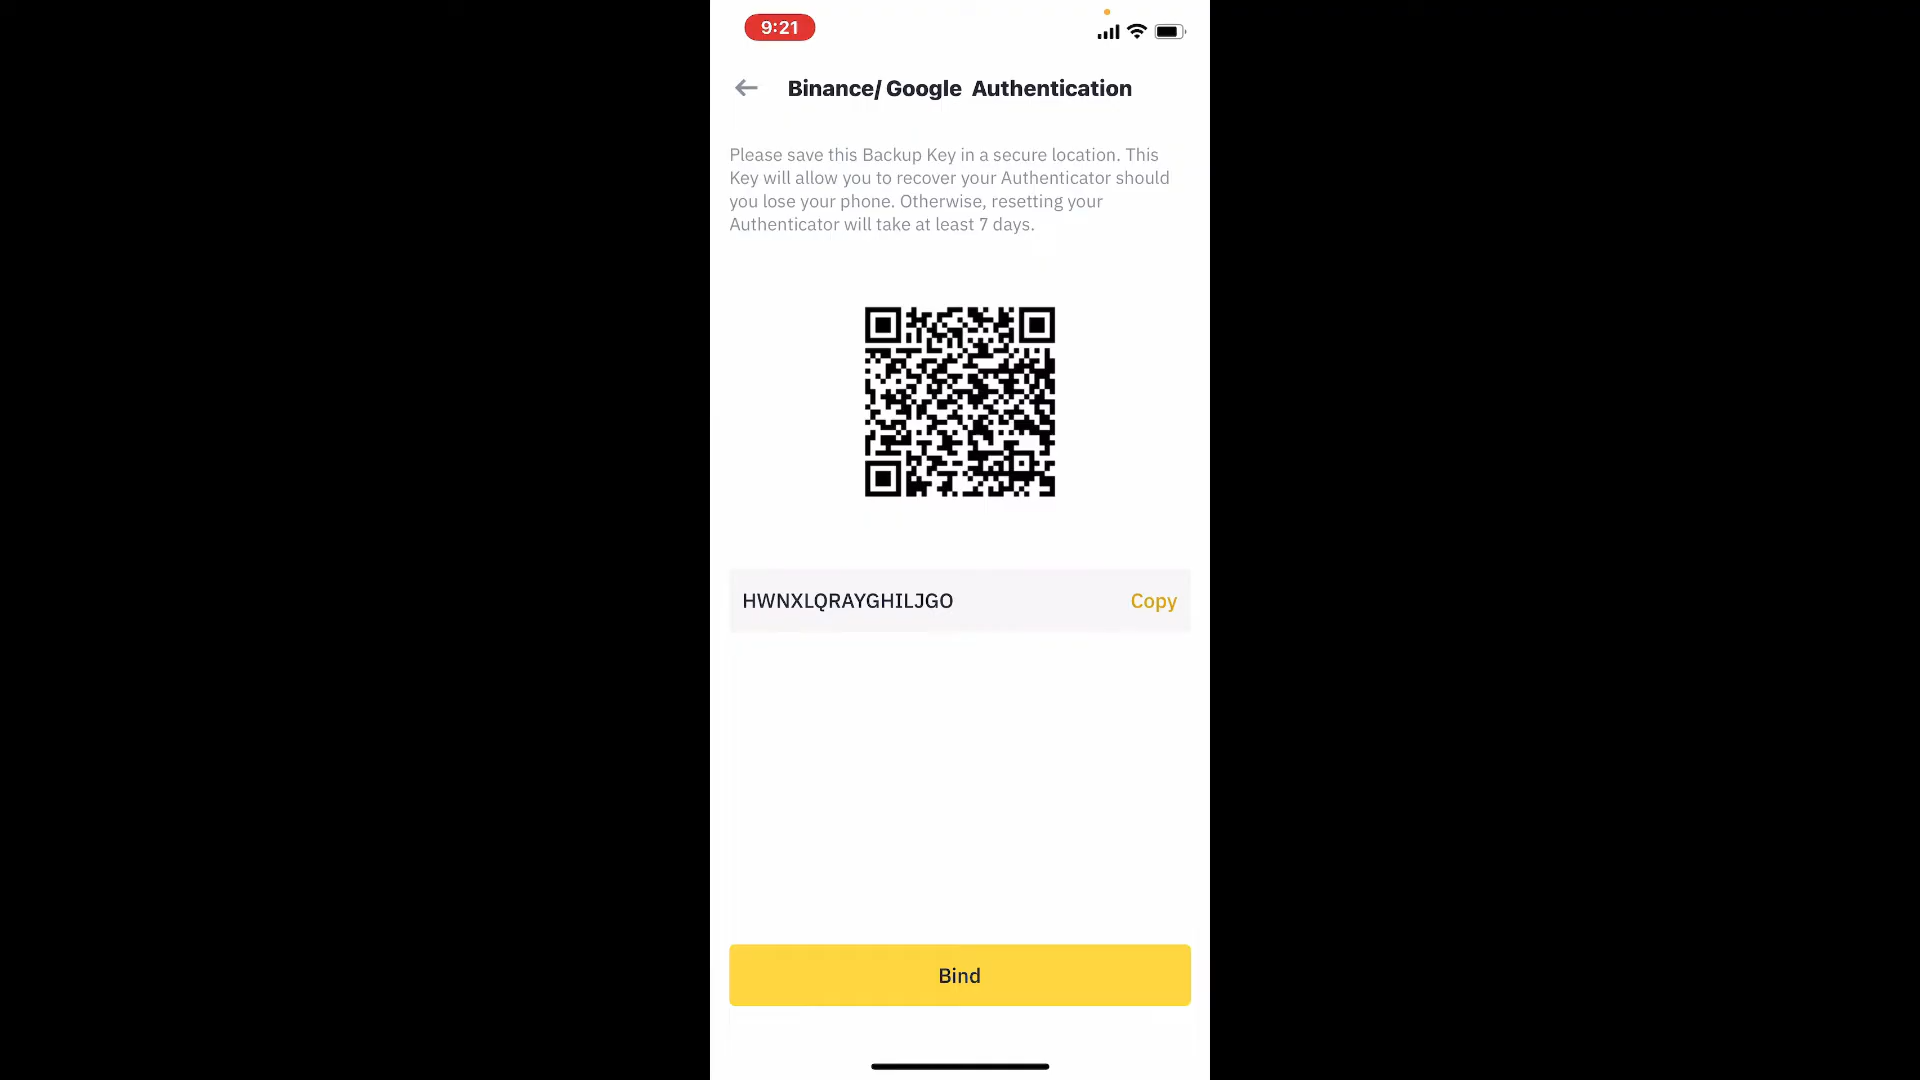 9:21
Binance/ Google Authentication
Please save this Backup Key in a secure location. This
Key will allow you to recover your Authenticator should
you lose your phone. Otherwise, resetting your
Authenticator will take at least 7 days.
HWNXLQRAYGHILJGO
Copy
Bind